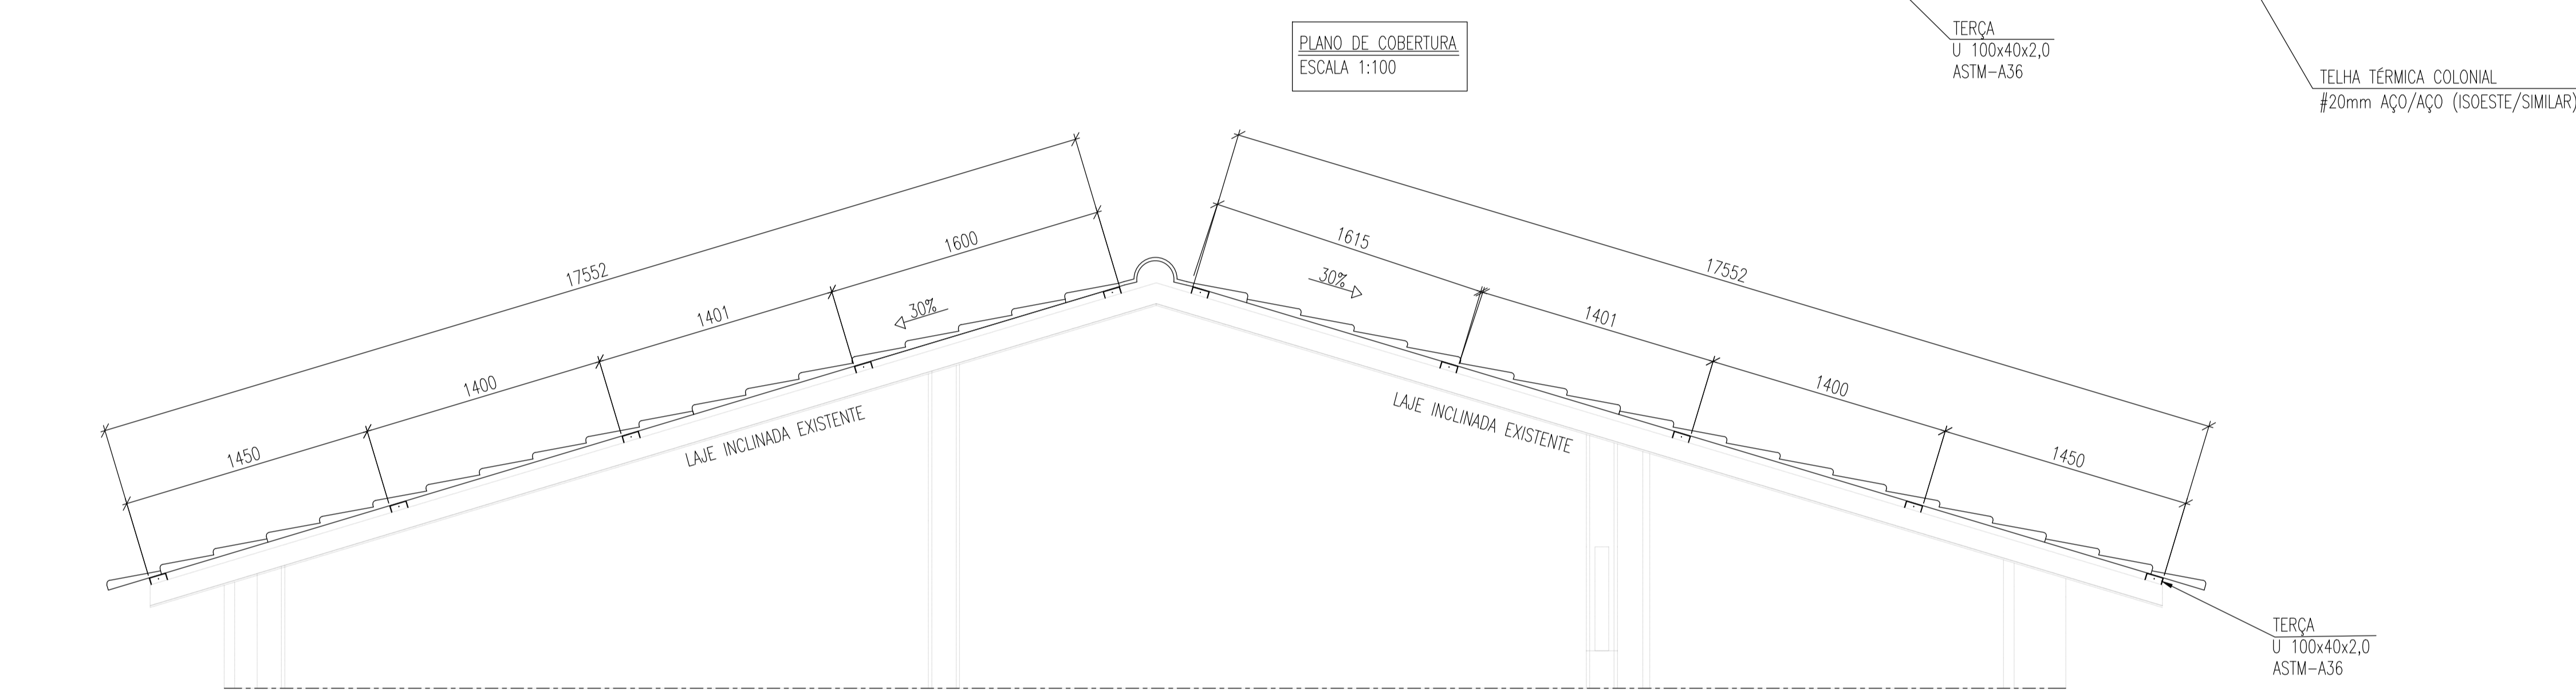 PLANO DE COBERTURA
ESCALA 1:100
TERÇA
U 100x40x2,0
ASTM-A36
TELHA TÉRMICA COLONIAL
#20mm AÇO/AÇO (ISOESTE/SIMILAR)
17552
1600
1401
1400
1450
30%
LAJE INCLINADA EXISTENTE
17552
1615
1401
1400
1450
30%
LAJE INCLINADA EXISTENTE
TERÇA
U 100x40x2,0
ASTM-A36